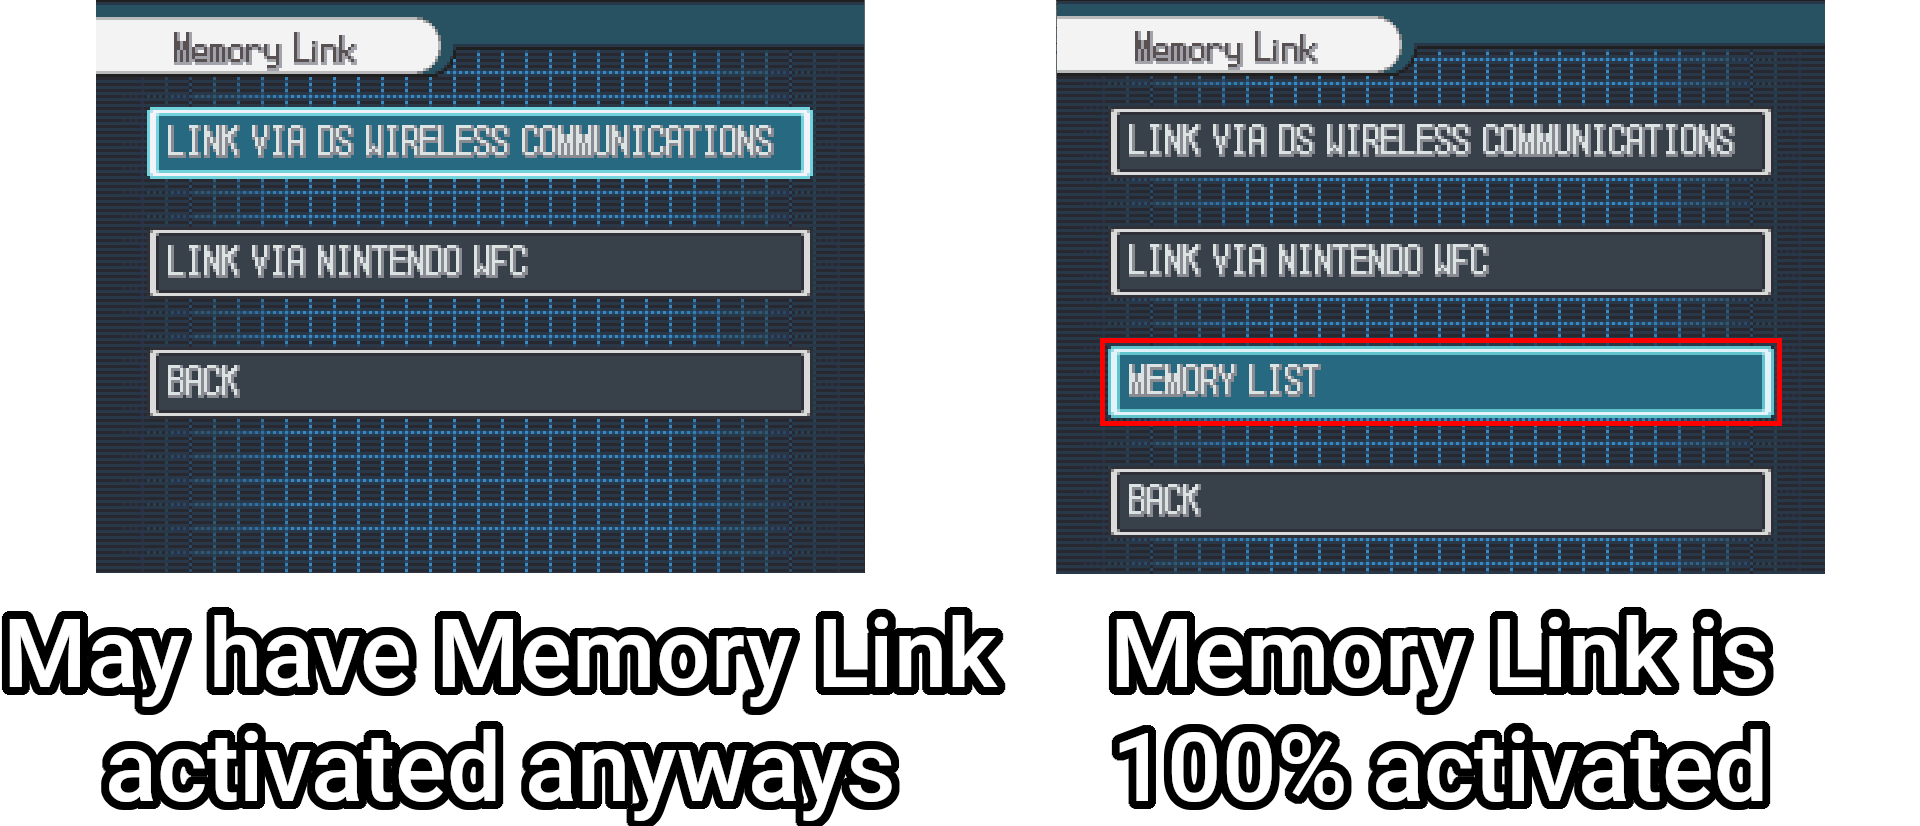 Memory Link
LINK VIA DS WIRELESS COMMUNICATIONS
LINK VIA NINTENDO WFC
BACK
May have Memory Link
activated anyways
Memory Link
LINK VIA DS WIRELESS COMMUNICATIONS
LINK VIA NINTENDO WFC
MEMORY LIST
BACK
Memory Link is
100% activated